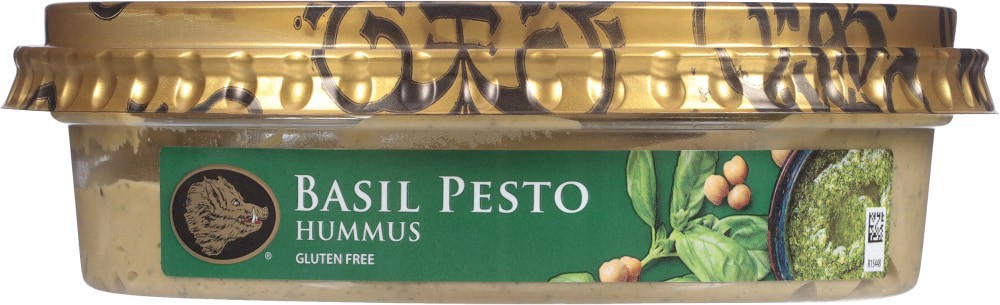 BASIL PESTO
HUMMUS
®
GLUTEN FREE